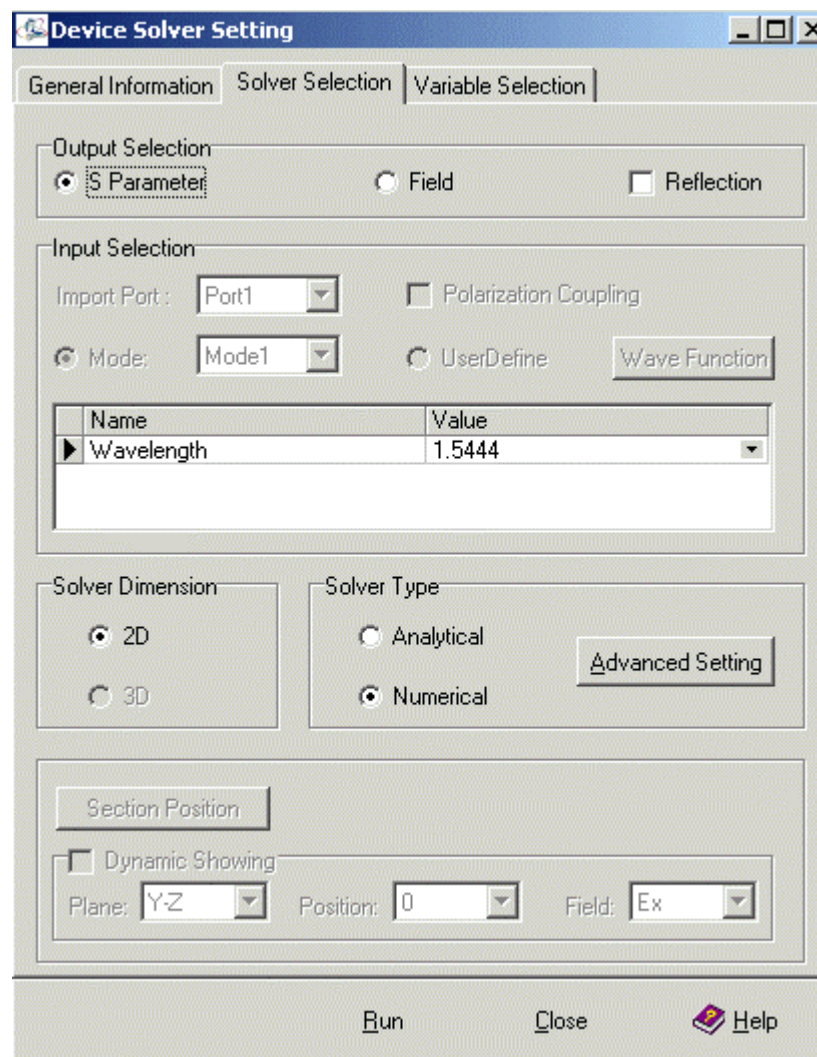 Device Solver Setting
General Information Solver Selection Variable Selection
Output Selection
S Parameter Field Reflection
Input Selection
Import Port : Port1 Polarization Coupling
Mode: Mode1 UserDefine Wave Function
Name Value
Wavelength 1.5444
Solver Dimension Solver Type
2D Analytical
Advanced Setting
3D Numerical
Section Position
Dynamic Showing
Plane: Y-Z Position: 0 Field: Ex
Run Close Help